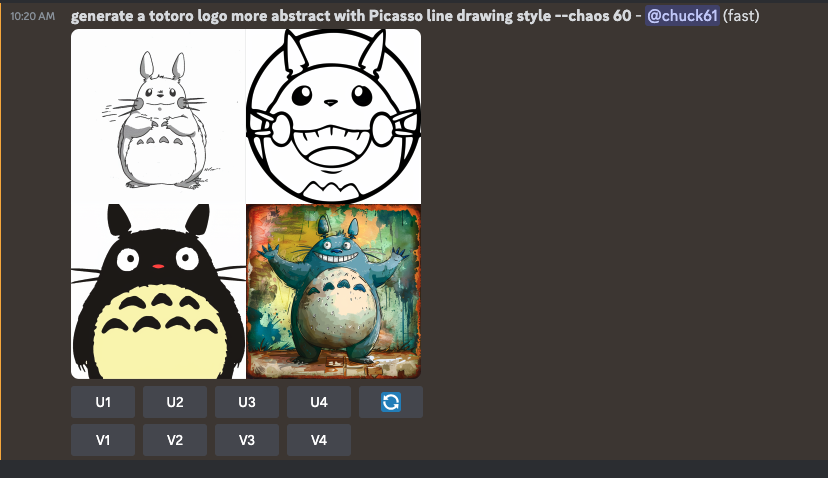 10:20 AM generate a totoro logo more abstract with Picasso line drawing style --chaos 60 - @chuck61 (fast)
U1 U2 U3 U4
V1 V2 V3 V4